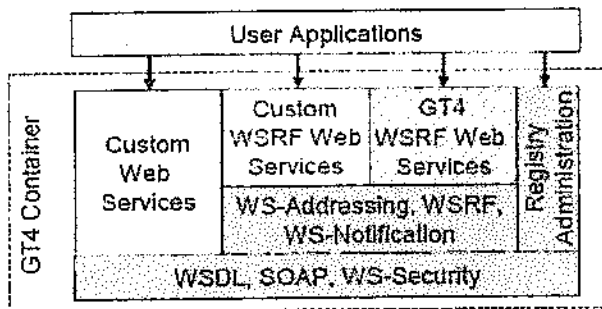 User Applications
GT4 Container
Custom
Web
Services
Custom
WSRF Web
Services
GT4
WSRF Web
Services
Registry
Administration
WS-Addressing, WSRF,
WS-Notification
WSDL, SOAP, WS-Security